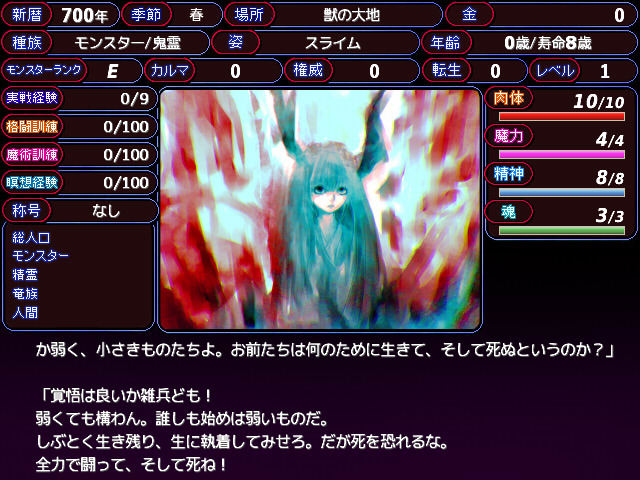 新暦 700年 季節 春 場所 獣の大地 金 0
種族 モンスター/鬼霊 姿 スライム 年齢 0歳/寿命8歳
モンスターランク E カルマ 0 権威 0 転生 0 レベル 1
実戦経験 0/9
格闘訓練 0/100
魔術訓練 0/100
瞑想経験 0/100
称号 なし
総人口
モンスター
精霊
竜族
人間
肉体 10/10
魔力 4/4
精神 8/8
魂 3/3
か弱く、小さきものたちよ。お前たちは何のために生きて、そして死ぬというのか？」
「覚悟は良いか雑兵ども！
弱くても構わん。誰しも始めは弱いものだ。
しぶとく生き残り、生に執着してみせろ。だが死を恐れるな。
全力で闘って、そして死ね！